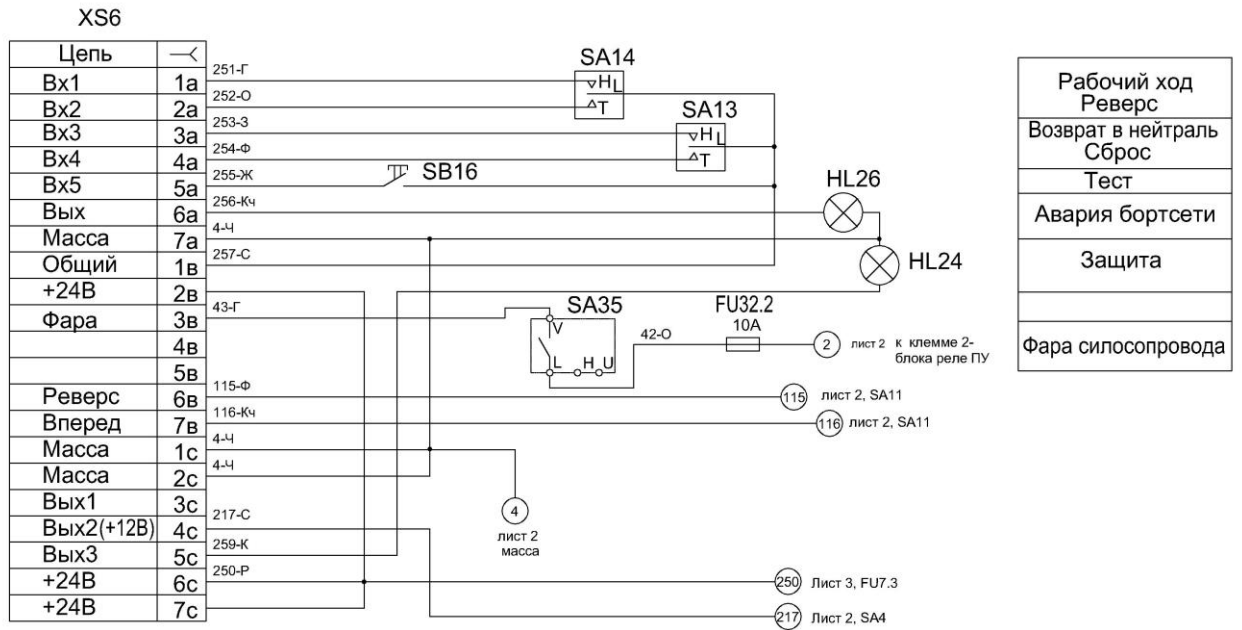 XS6
Цепь
Вх1 1а 251-Г
Вх2 2а 252-О
Вх3 3а 253-З
Вх4 4а 254-Ф
Вх5 5а 255-Ж
Вых 6а 256-Кч
Масса 7а 4-Ч
Общий 1в 257-С
+24В 2в
Фара 3в 43-Г
4в
5в
Реверс 6в 115-Ф
Вперед 7в 116-Кч
Масса 1с 4-Ч
Масса 2с 4-Ч
Вых1 3с
Вых2(+12В) 4с 217-С
Вых3 5с 259-К
+24В 6с 250-Р
+24В 7с
SA14
Н L
Т
SA13
Н L
Т
SB16
HL26
HL24
SA35
V
L Н U
42-О
FU32.2
10А
2 лист 2 к клемме 2-
блока реле ПУ
115 лист 2, SA11
116 лист 2, SA11
4
лист 2
масса
250 Лист 3, FU7.3
217 Лист 2, SA4
Рабочий ход
Реверс
Возврат в нейтраль
Сброс
Тест
Авария бортсети
Защита
Фара силосопровода